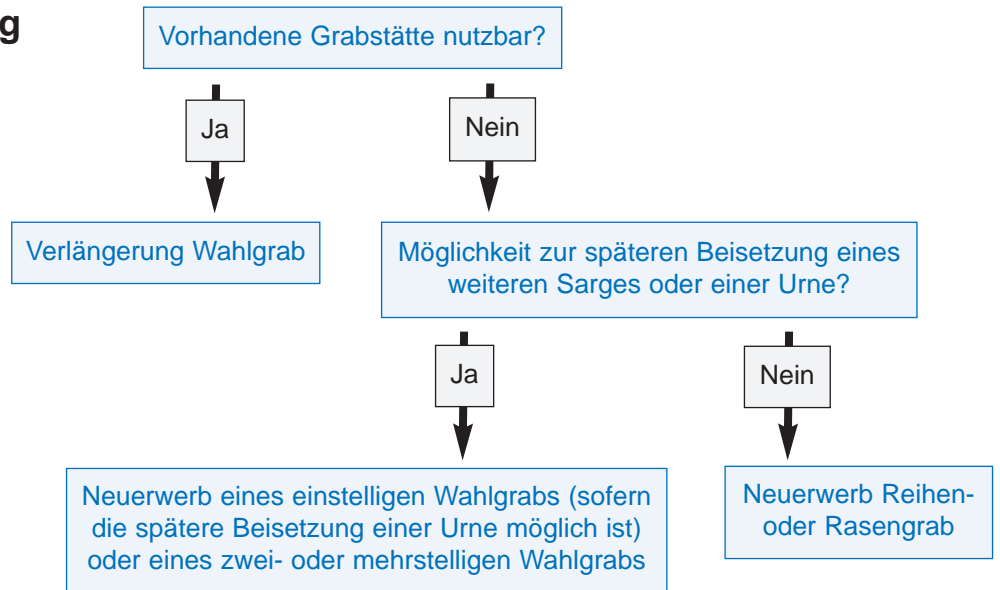 g
Vorhandene Grabstätte nutzbar?
Ja
Nein
Verlängerung Wahlgrab
Möglichkeit zur späteren Beisetzung eines
weiteren Sarges oder einer Urne?
Ja
Nein
Neuerwerb eines einstelligen Wahlgrabs (sofern
die spätere Beisetzung einer Urne möglich ist)
oder eines zwei- oder mehrstelligen Wahlgrabs
Neuerwerb Reihen-
oder Rasengrab